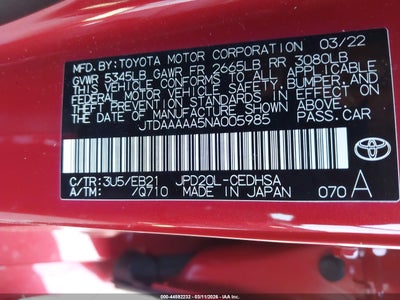 MFD. BY: TOYOTA MOTOR CORPORATION 03/22
GVWR 5345LB GAWR FR 2665LB RR 3080LB
THIS VEHICLE CONFORMS TO ALL APPLICABLE
FEDERAL MOTOR VEHICLE SAFETY, BUMPER, AND
THEFT PREVENTION STANDARDS IN EFFECT ON
THE DATE OF MANUFACTURE SHOWN ABOVE.
JTDAAAAA5NA005985 PASS.CAR
C/TR:3U5/EB21 JPD20L-CEDHSA
A/TM: /Q710 MADE IN JAPAN 070 A
TOYOTA
000-44592232 - 03/11/2026 - IAA Inc.